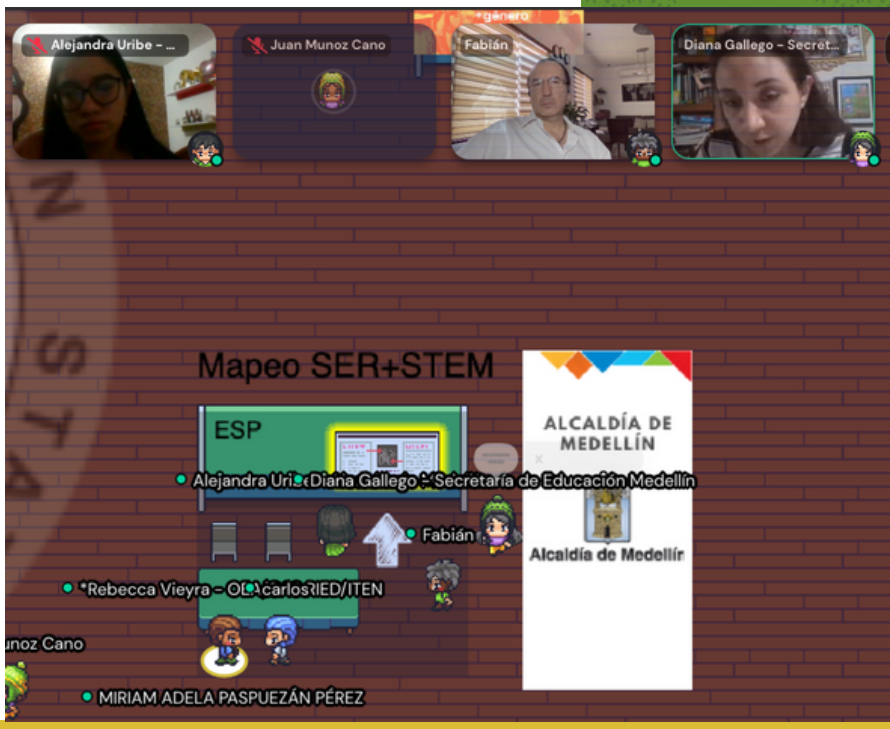 +género
Alejandra Uribe - ...
Juan Munoz Cano
Fabián
Diana Gallego - Secret...
N STA
Mapeo SER+STEM
ESP
ALCALDÍA DE
MEDELLÍN
Alejandra Uri
Diana Gallego - Secretaría de Educación Medellín
Fabián
Alcaldía de Medellín
*Rebecca Vieyra - O
carlos
RIED/ITEN
unoz Cano
MIRIAM ADELA PASPUEZÁN PÉREZ